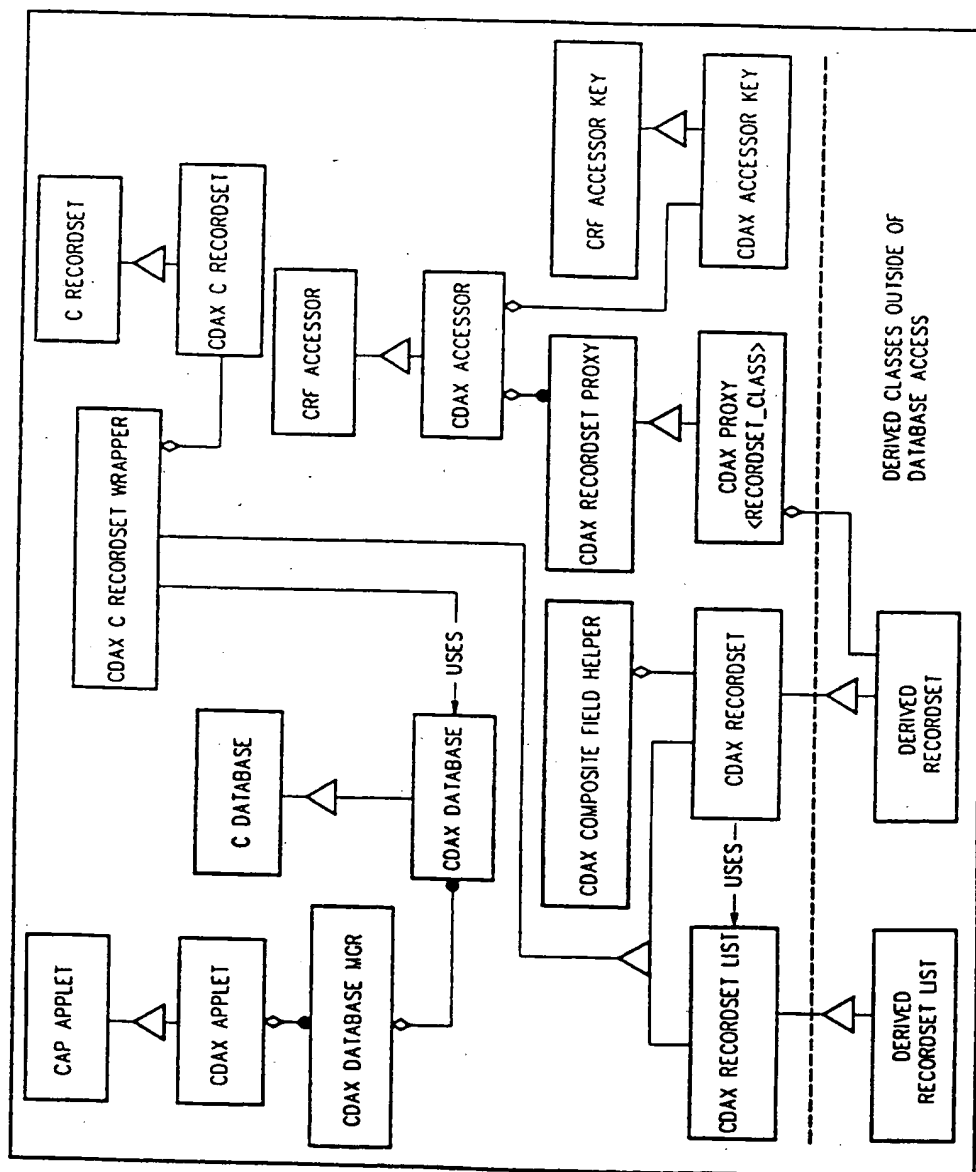 CAP APPLET
CDAX APPLET
CDAX DATABASE MGR
C DATABASE
CDAX DATABASE
USES
CDAX C RECORDSET WRAPPER
C RECORDSET
CDAX C RECORDSET
CRF ACCESSOR
CDAX ACCESSOR
CRF ACCESSOR KEY
CDAX ACCESSOR KEY
CDAX COMPOSITE FIELD HELPER
CDAX RECORDSET PROXY
CDAX RECORDSET LIST
USES
CDAX RECORDSET
CDAX PROXY
<RECORDSET_CLASS>
DERIVED
RECORDSET LIST
DERIVED
RECORDSET
DERIVED CLASSES OUTSIDE OF
DATABASE ACCESS